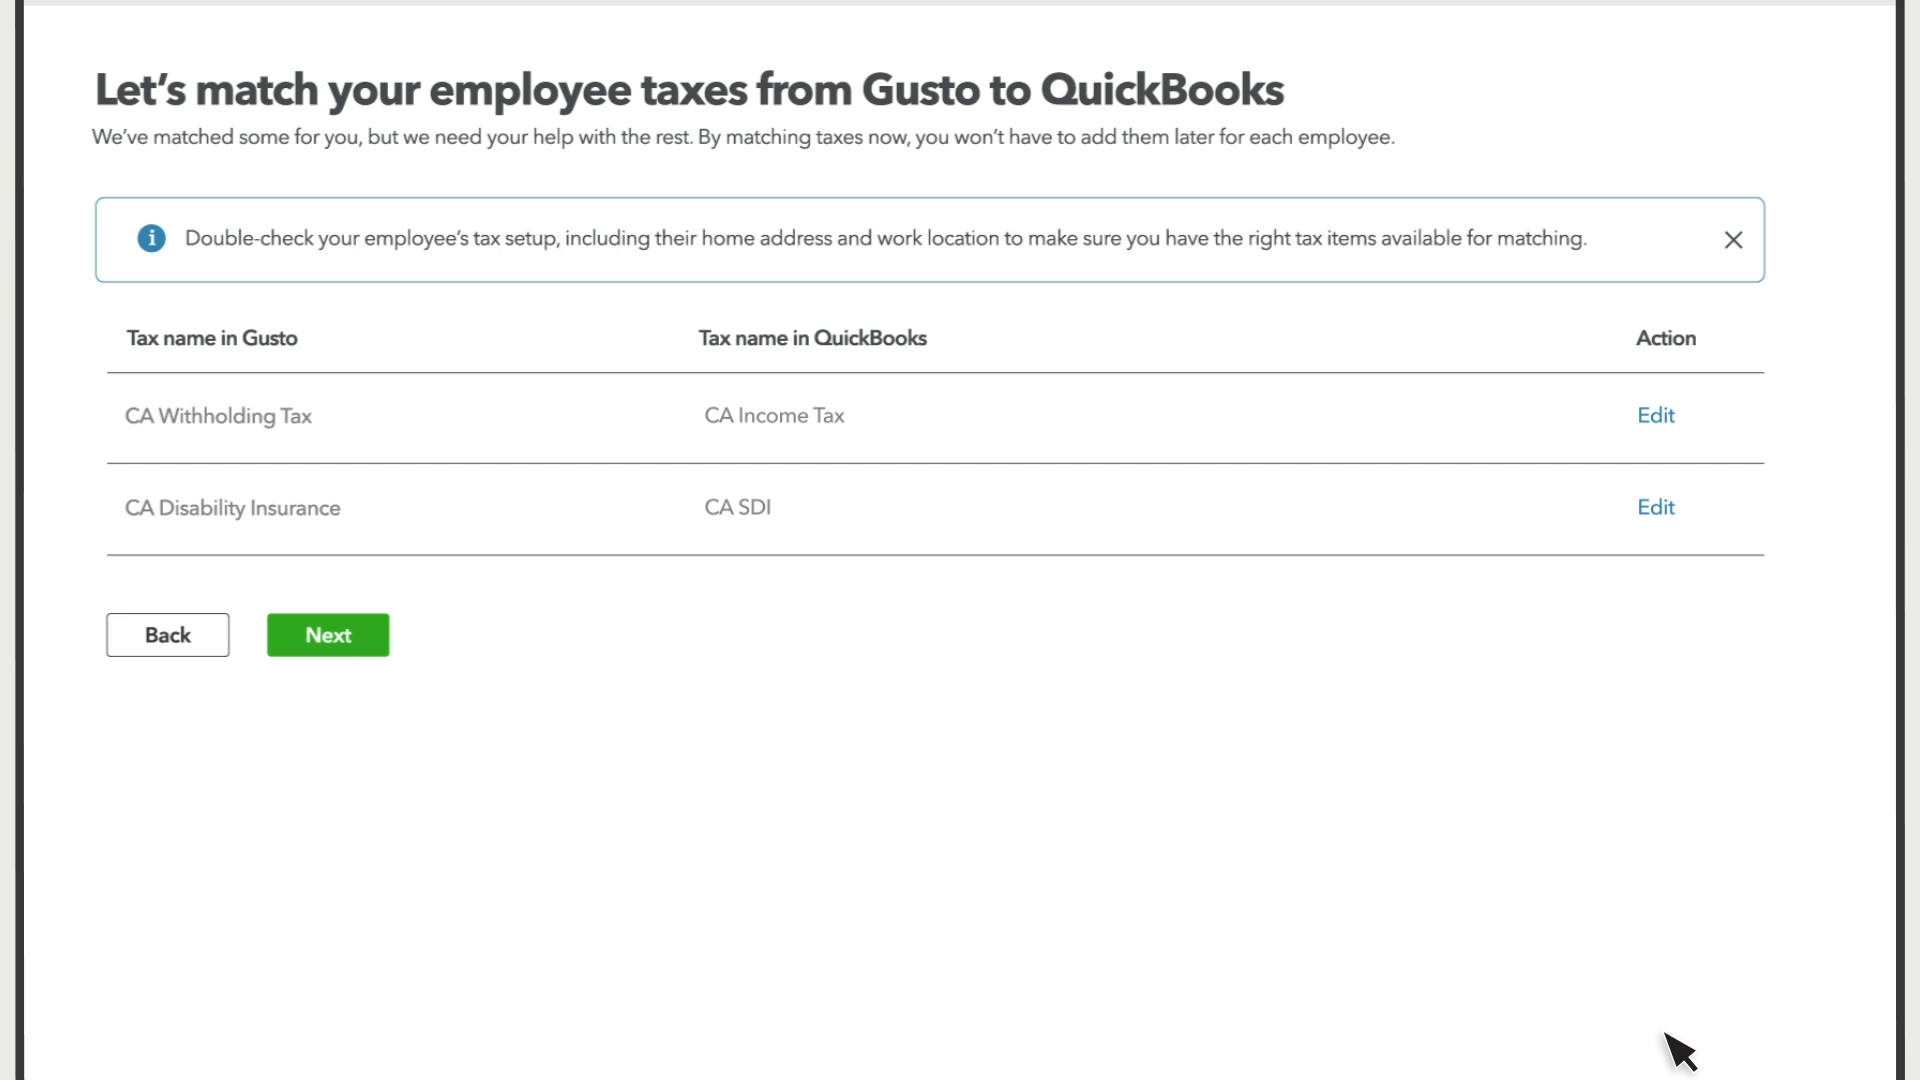 Let’s match your employee taxes from Gusto to QuickBooks
We’ve matched some for you, but we need your help with the rest. By matching taxes now, you won’t have to add them later for each employee.
Double-check your employee’s tax setup, including their home address and work location to make sure you have the right tax items available for matching.
Tax name in Gusto Tax name in QuickBooks Action
CA Withholding Tax CA Income Tax Edit
CA Disability Insurance CA SDI Edit
Back Next